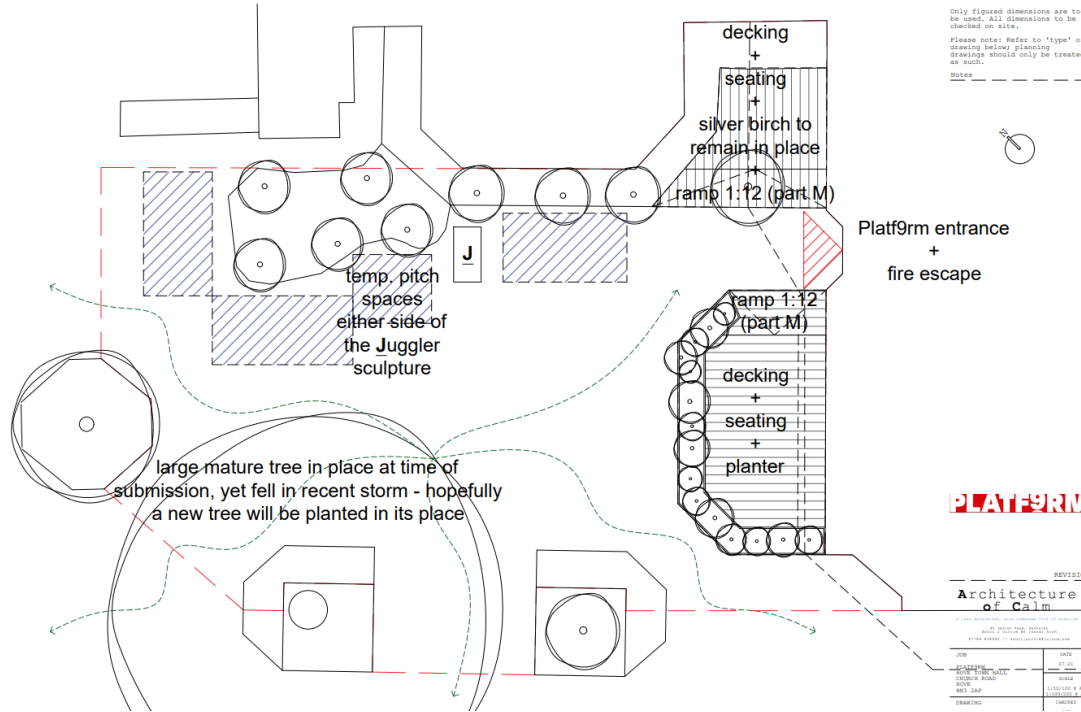 decking
+
seating
+
silver birch to
remain in place
+
ramp 1:12 (part M)
Only figured dimensions are to
be used. All dimensions to be
checked on site.
Please note: Refer to 'type' o
drawing below; planning
drawings should only be treated
as such.
Notes
N
Platf9rm entrance
+
fire escape
J
temp. pitch
spaces
either side of
the Juggler
sculpture
ramp 1:12
(part M)
decking
+
seating
+
planter
large mature tree in place at time of
submission, yet fell in recent storm - hopefully
a new tree will be planted in its place
PLATF9RM
REVISI
Architecture
of Calm
JOB
DATE
PLATF9RM
07.21
HOVE TOWN HALL
CHURCH ROAD
SCALE
HOVE
BN3 2AF
DRAWING
CHECKED